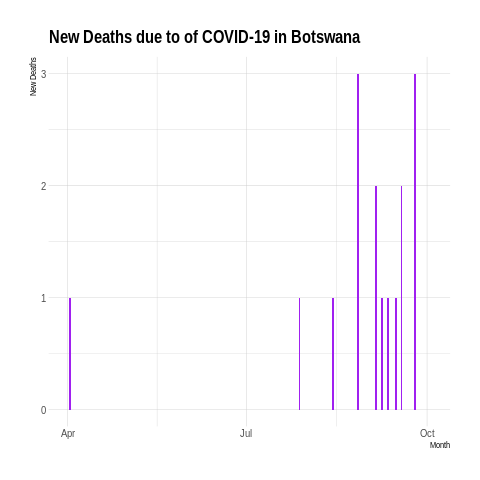 New Deaths due to of COVID-19 in Botswana
New Deaths
3
2
1
0
Apr
Jul
Oct
Month